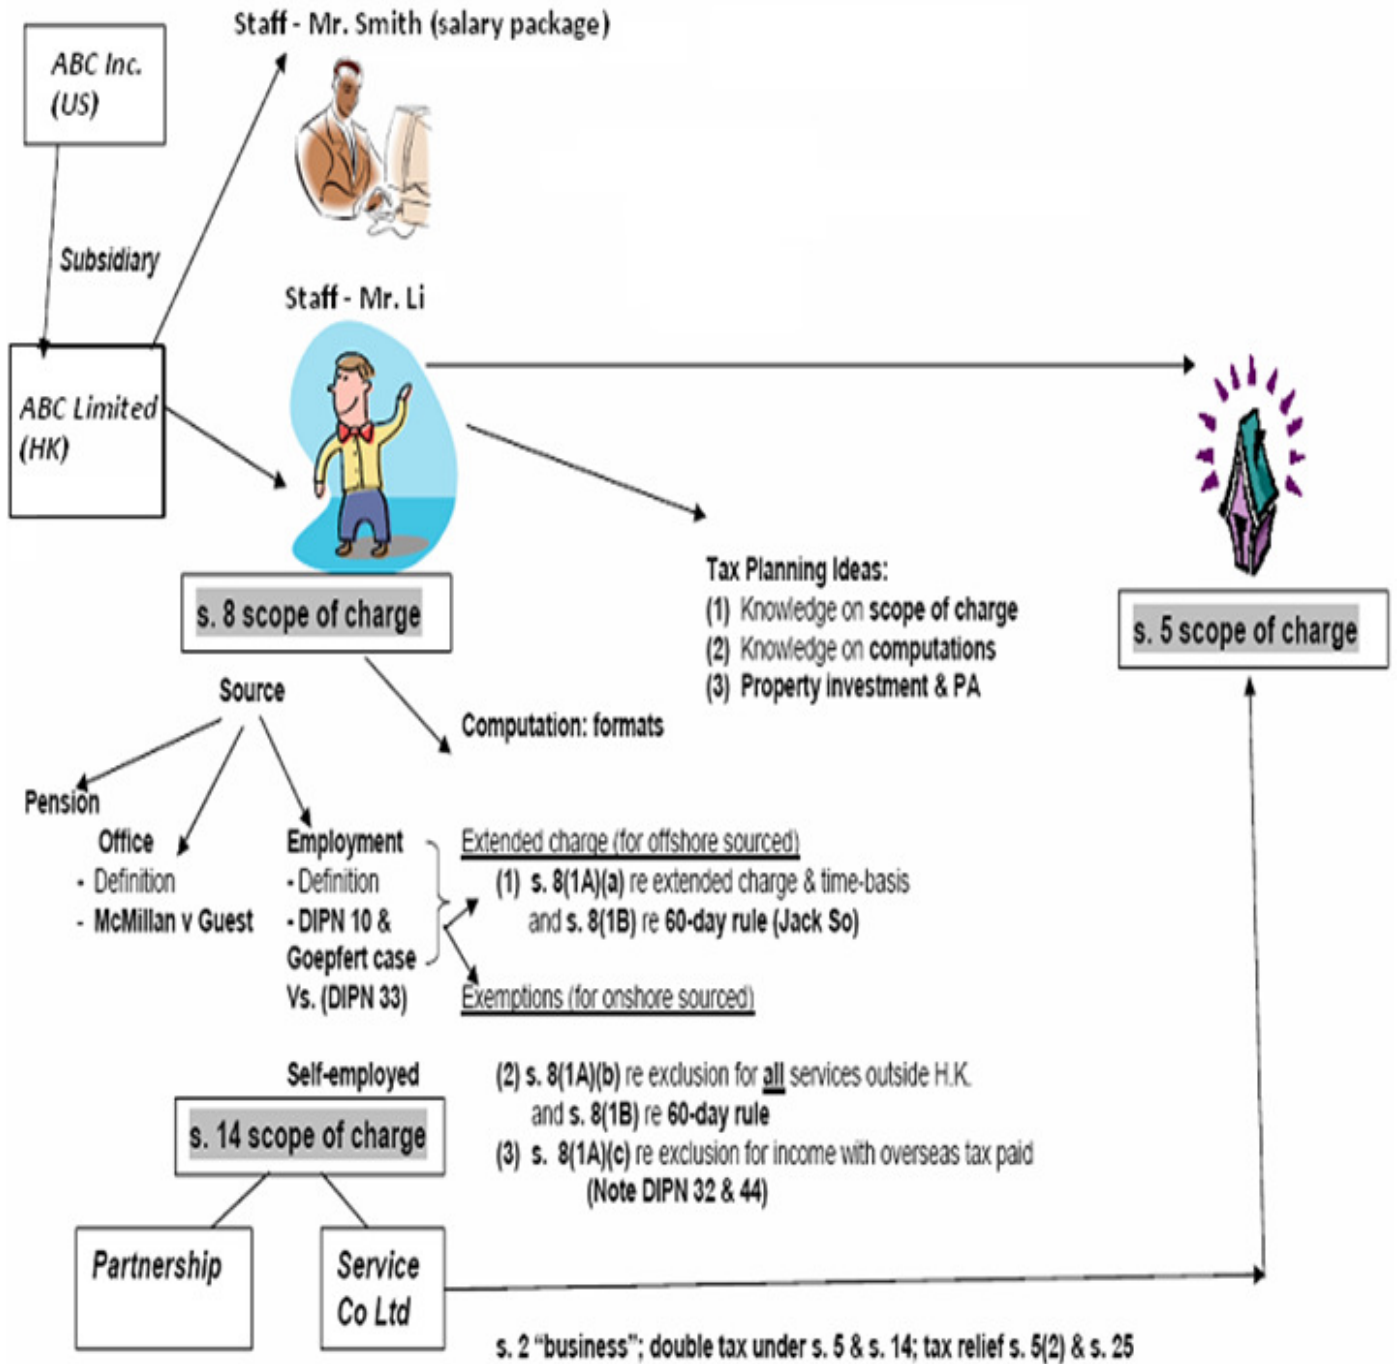 Staff - Mr. Smith (salary package)
ABC Inc.
(US)
Subsidiary
Staff - Mr. Li
ABC Limited
(HK)
s. 8 scope of charge
Tax Planning Ideas:
(1) Knowledge on scope of charge
(2) Knowledge on computations
(3) Property investment & PA
s. 5 scope of charge
Source
Computation: formats
Pension
Office
- Definition
- McMillan v Guest
Employment
- Definition
- DIPN 10 &
Goepfert case
Vs. (DIPN 33)
Extended charge (for offshore sourced)
(1) s. 8(1A)(a) re extended charge & time-basis
and s. 8(1B) re 60-day rule (Jack So)
Exemptions (for onshore sourced)
(2) s. 8(1A)(b) re exclusion for all services outside H.K.
and s. 8(1B) re 60-day rule
(3) s. 8(1A)(c) re exclusion for income with overseas tax paid
(Note DIPN 32 & 44)
Self-employed
s. 14 scope of charge
Partnership
Service
Co Ltd
s. 2 "business"; double tax under s. 5 & s. 14; tax relief s. 5(2) & s. 25